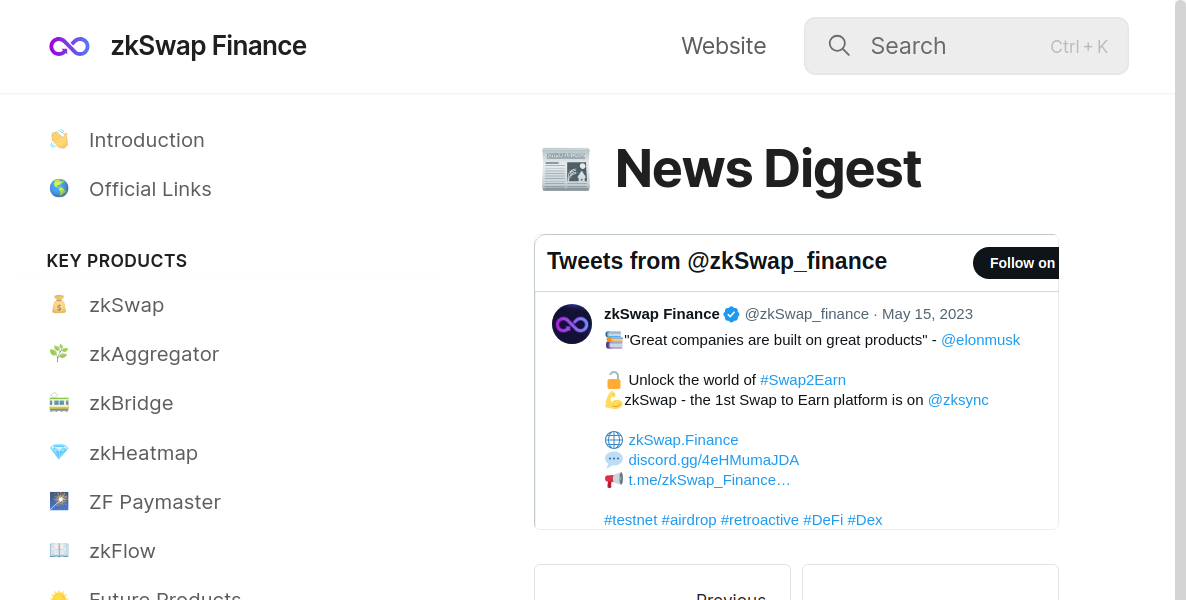 zkSwap Finance
Website
Search
Ctrl + K
Introduction
Official Links
KEY PRODUCTS
zkSwap
zkAggregator
zkBridge
zkHeatmap
ZF Paymaster
zkFlow
Future Products
News Digest
Tweets from @zkSwap_finance
Follow on
zkSwap Finance @zkSwap_finance · May 15, 2023
"Great companies are built on great products" - @elonmusk
Unlock the world of #Swap2Earn
zkSwap - the 1st Swap to Earn platform is on @zksync
zkSwap.Finance
discord.gg/4eHMumaJDA
t.me/zkSwap_Finance…
#testnet #airdrop #retroactive #DeFi #Dex
Previous